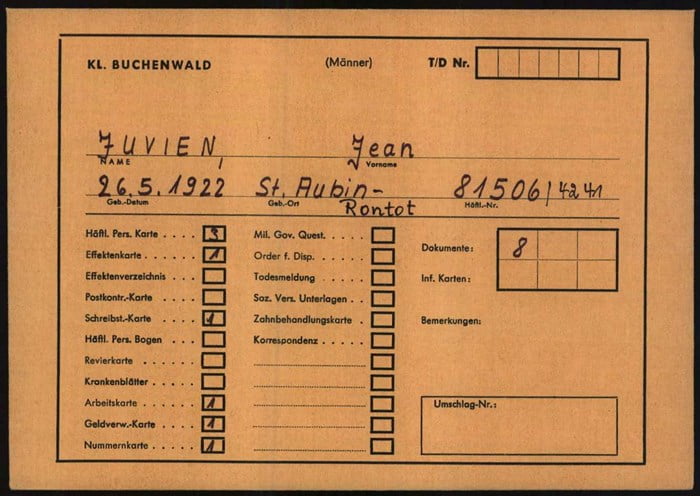 KL. BUCHENWALD (Männer) T/D Nr.
JUVIEN, Jean
NAME Vorname
26.5.1922 St. Aubin-Rontot 81506/4241
Geb.-Datum Geb.-Ort Häftl.-Nr.
Häftl. Pers. Karte . . . . 3
Effektenkarte . . . . . 1
Effektenverzeichnis . . .
Postkontr.-Karte . . . .
Schreibst.-Karte . . . . 1
Häftl. Pers. Bogen . . .
Revierkarte . . . . . .
Krankenblätter . . . . .
Arbeitskarte . . . . . 1
Geldverw.-Karte . . . . 1
Nummernkarte . . . . . 1
Mil. Gov. Quest. . . . .
Order f. Disp. . . . . .
Todesmeldung . . . . .
Soz. Vers. Unterlagen . .
Zahnbehandlungskarte .
Korrespondenz . . . . .
Dokumente: 8
Inf. Karten:
Bemerkungen:
Umschlag-Nr.: